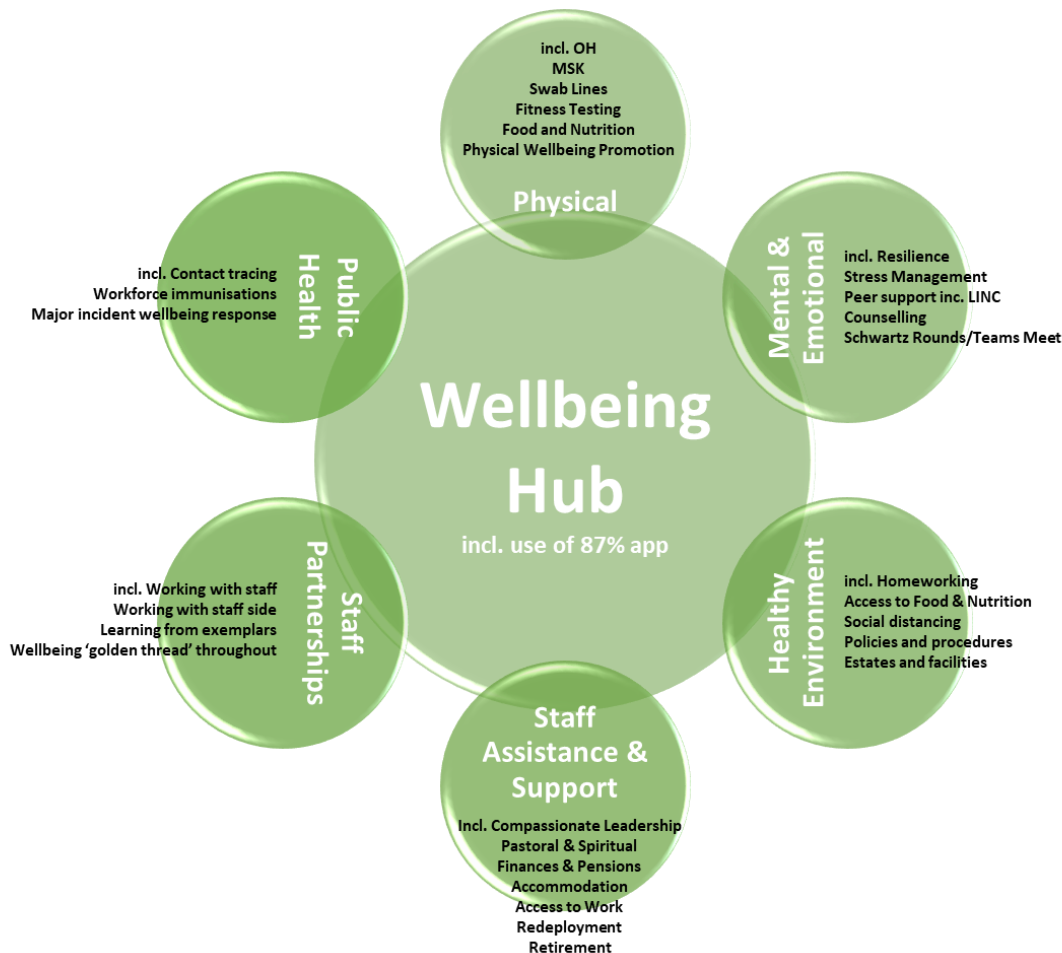 incl. OH
MSK
Swab Lines
Fitness Testing
Food and Nutrition
Physical Wellbeing Promotion
Physical
Mental &
Emotional
incl. Resilience
Stress Management
Peer support inc. LINC
Counselling
Schwartz Rounds/Teams Meet
Healthy
Environment
incl. Homeworking
Access to Food & Nutrition
Social distancing
Policies and procedures
Estates and facilities
Staff
Assistance &
Support
Incl. Compassionate Leadership
Pastoral & Spiritual
Finances & Pensions
Accommodation
Access to Work
Redeployment
Retirement
Staff
Partnerships
incl. Working with staff
Working with staff side
Learning from exemplars
Wellbeing ‘golden thread’ throughout
Public
Health
incl. Contact tracing
Workforce immunisations
Major incident wellbeing response
Wellbeing
Hub
incl. use of 87% app